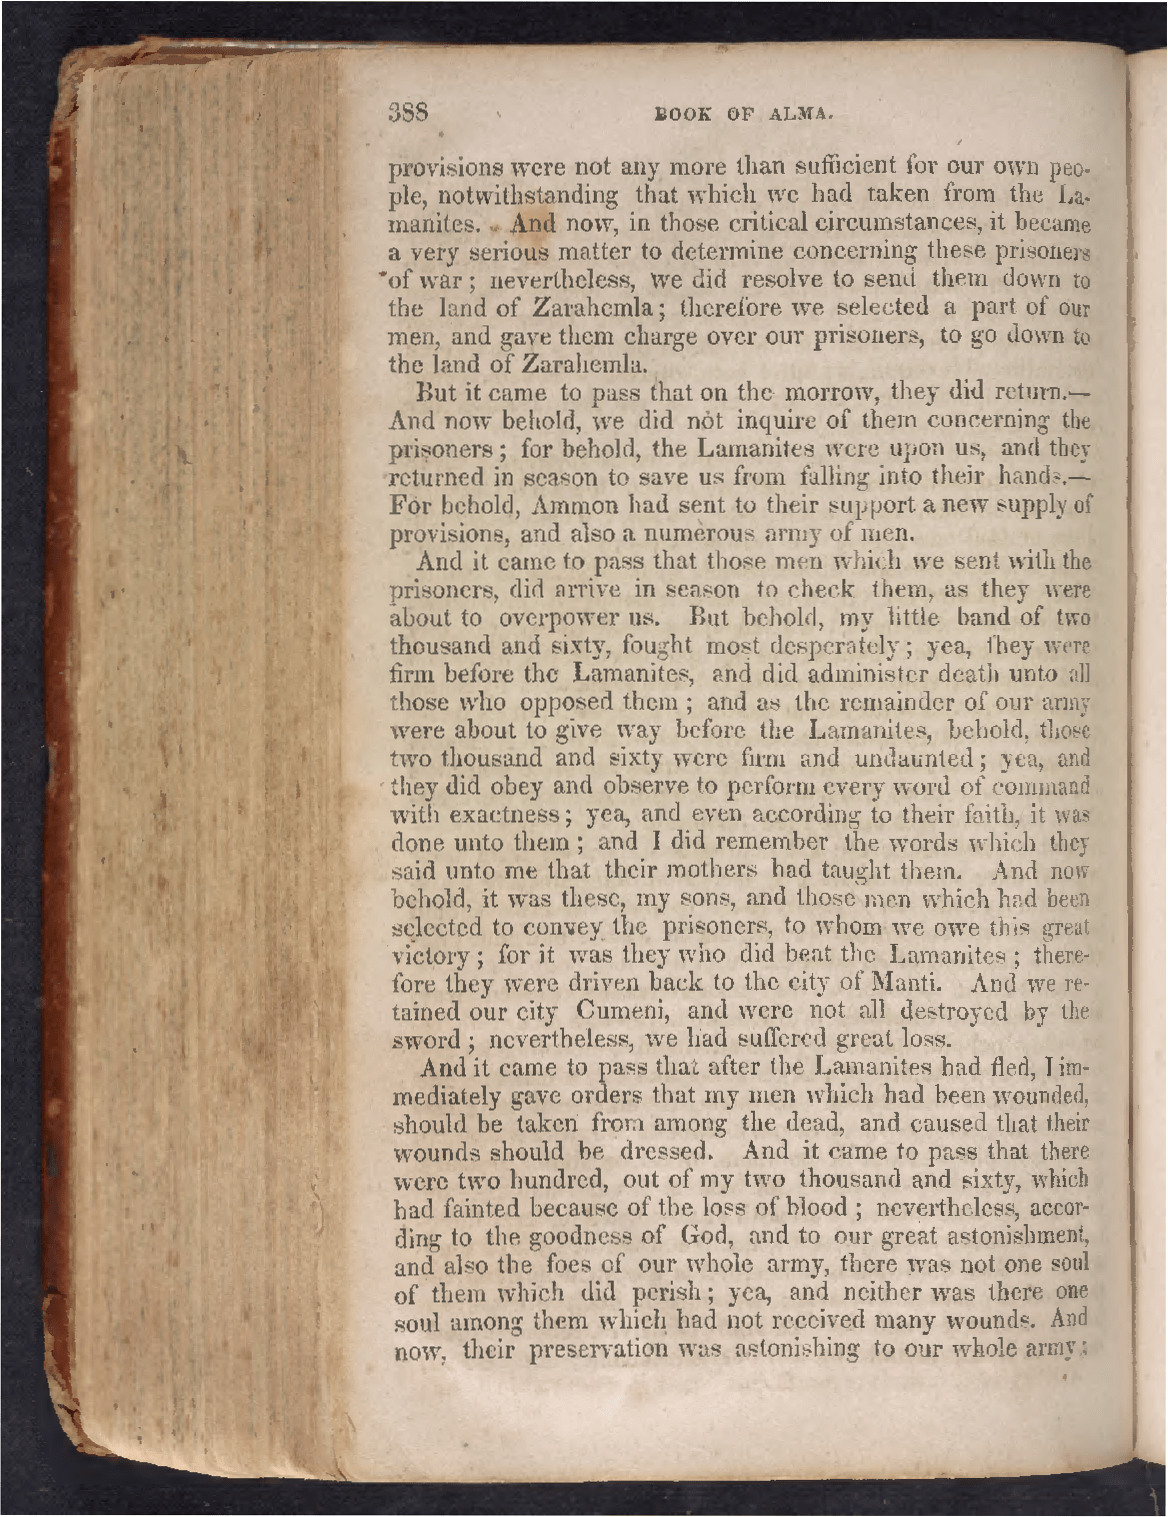 388 BOOK OF ALMA.
provisions were not any more than sufficient for our own peo-
ple, notwithstanding that which we had taken from the La-
manites. And now, in those critical circumstances, it became
a very serious matter to determine concerning these prisoners
of war; nevertheless, we did resolve to send them down to
the land of Zarahemla; therefore we selected a part of our
men, and gave them charge over our prisoners, to go down to
the land of Zarahemla.
But it came to pass that on the morrow, they did return.—
And now behold, we did not inquire of them concerning the
prisoners; for behold, the Lamanites were upon us, and they
returned in season to save us from falling into their hands.—
For behold, Ammon had sent to their support a new supply of
provisions, and also a numerous army of men.
And it came to pass that those men which we sent with the
prisoners, did arrive in season to check them, as they were
about to overpower us. But behold, my little band of two
thousand and sixty, fought most desperately; yea, they were
firm before the Lamanites, and did administer death unto all
those who opposed them; and as the remainder of our army
were about to give way before the Lamanites, behold, those
two thousand and sixty were firm and undaunted; yea, and
they did obey and observe to perform every word of command
with exactness; yea, and even according to their faith, it was
done unto them; and I did remember the words which they
said unto me that their mothers had taught them. And now
behold, it was these, my sons, and those men which had been
selected to convey the prisoners, to whom we owe this great
victory; for it was they who did beat the Lamanites; there-
fore they were driven back to the city of Manti. And we re-
tained our city Cumeni, and were not all destroyed by the
sword; nevertheless, we had suffered great loss.
And it came to pass that after the Lamanites had fled, I im-
mediately gave orders that my men which had been wounded,
should be taken from among the dead, and caused that their
wounds should be dressed. And it came to pass that there
were two hundred, out of my two thousand and sixty, which
had fainted because of the loss of blood; nevertheless, accor-
ding to the goodness of God, and to our great astonishment,
and also the foes of our whole army, there was not one soul
of them which did perish; yea, and neither was there one
soul among them which had not received many wounds. And
now, their preservation was astonishing to our whole army;